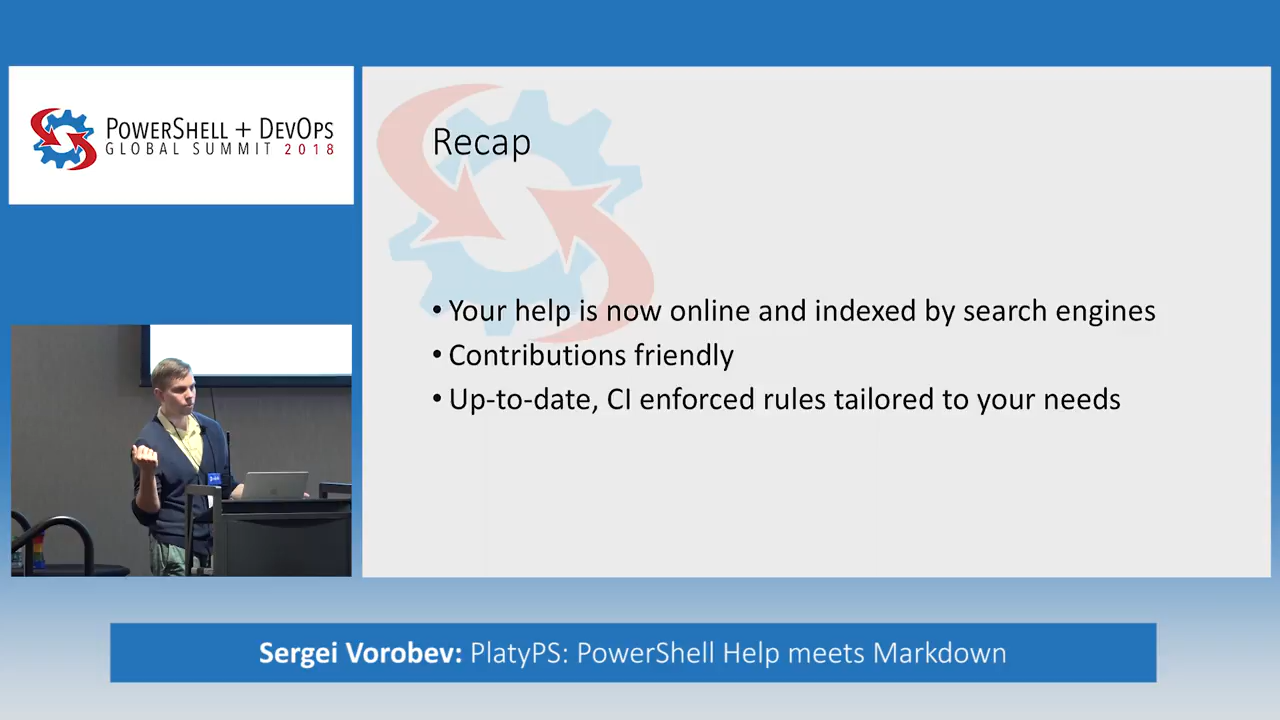 POWERSHELL + DEVOPS
GLOBAL SUMMIT 2018
Recap
• Your help is now online and indexed by search engines
• Contributions friendly
• Up-to-date, CI enforced rules tailored to your needs
Sergei Vorobev: PlatyPS: PowerShell Help meets Markdown